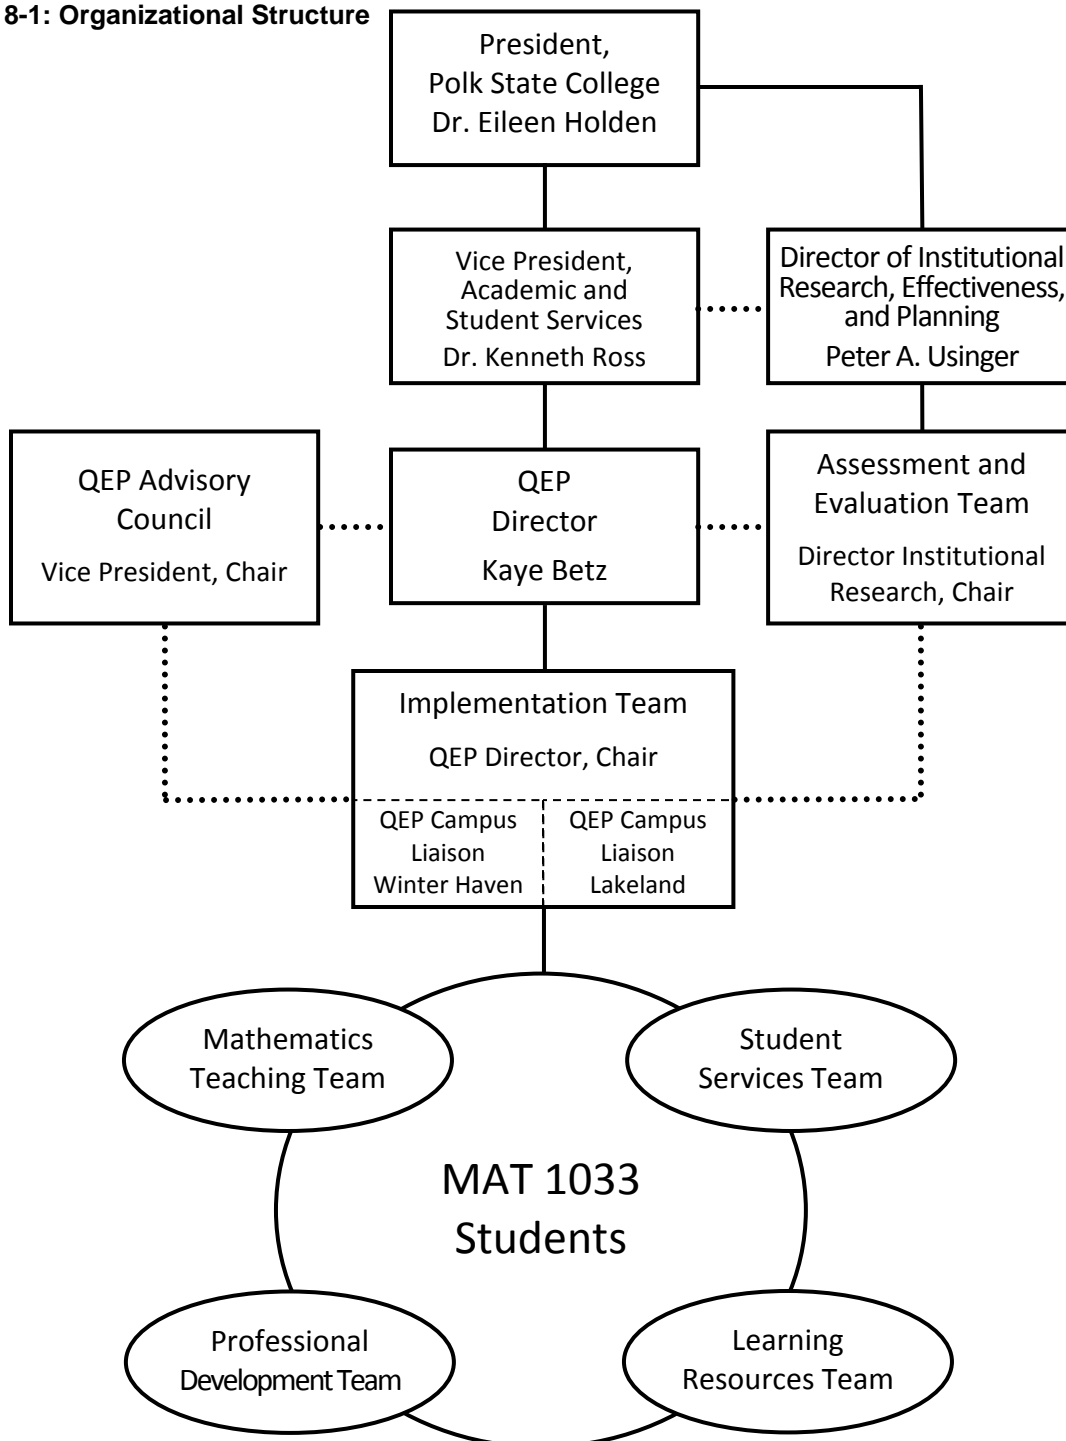 8-1: Organizational Structure
President,
Polk State College
Dr. Eileen Holden
Vice President,
Academic and
Student Services
Dr. Kenneth Ross
Director of Institutional
Research, Effectiveness,
and Planning
Peter A. Usinger
QEP Advisory
Council
Vice President, Chair
QEP
Director
Kaye Betz
Assessment and
Evaluation Team
Director Institutional
Research, Chair
Implementation Team
QEP Director, Chair
QEP Campus
Liaison
Winter Haven
QEP Campus
Liaison
Lakeland
Mathematics
Teaching Team
Student
Services Team
MAT 1033
Students
Professional
Development Team
Learning
Resources Team